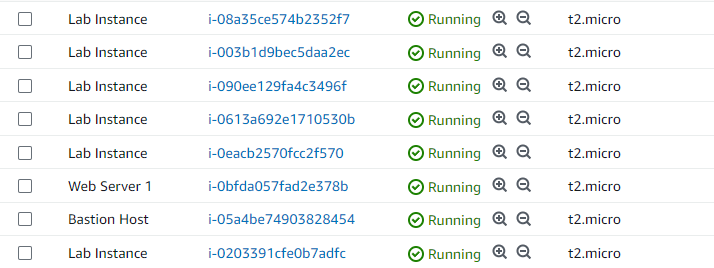 Lab Instance i-08a35ce574b2352f7 Running t2.micro
Lab Instance i-003b1d9bec5daa2ec Running t2.micro
Lab Instance i-090ee129fa4c3496f Running t2.micro
Lab Instance i-0613a692e1710530b Running t2.micro
Lab Instance i-0eacb2570fcc2f570 Running t2.micro
Web Server 1 i-0bfda057fad2e378b Running t2.micro
Bastion Host i-05a4be74903828454 Running t2.micro
Lab Instance i-0203391cfe0b7adfc Running t2.micro